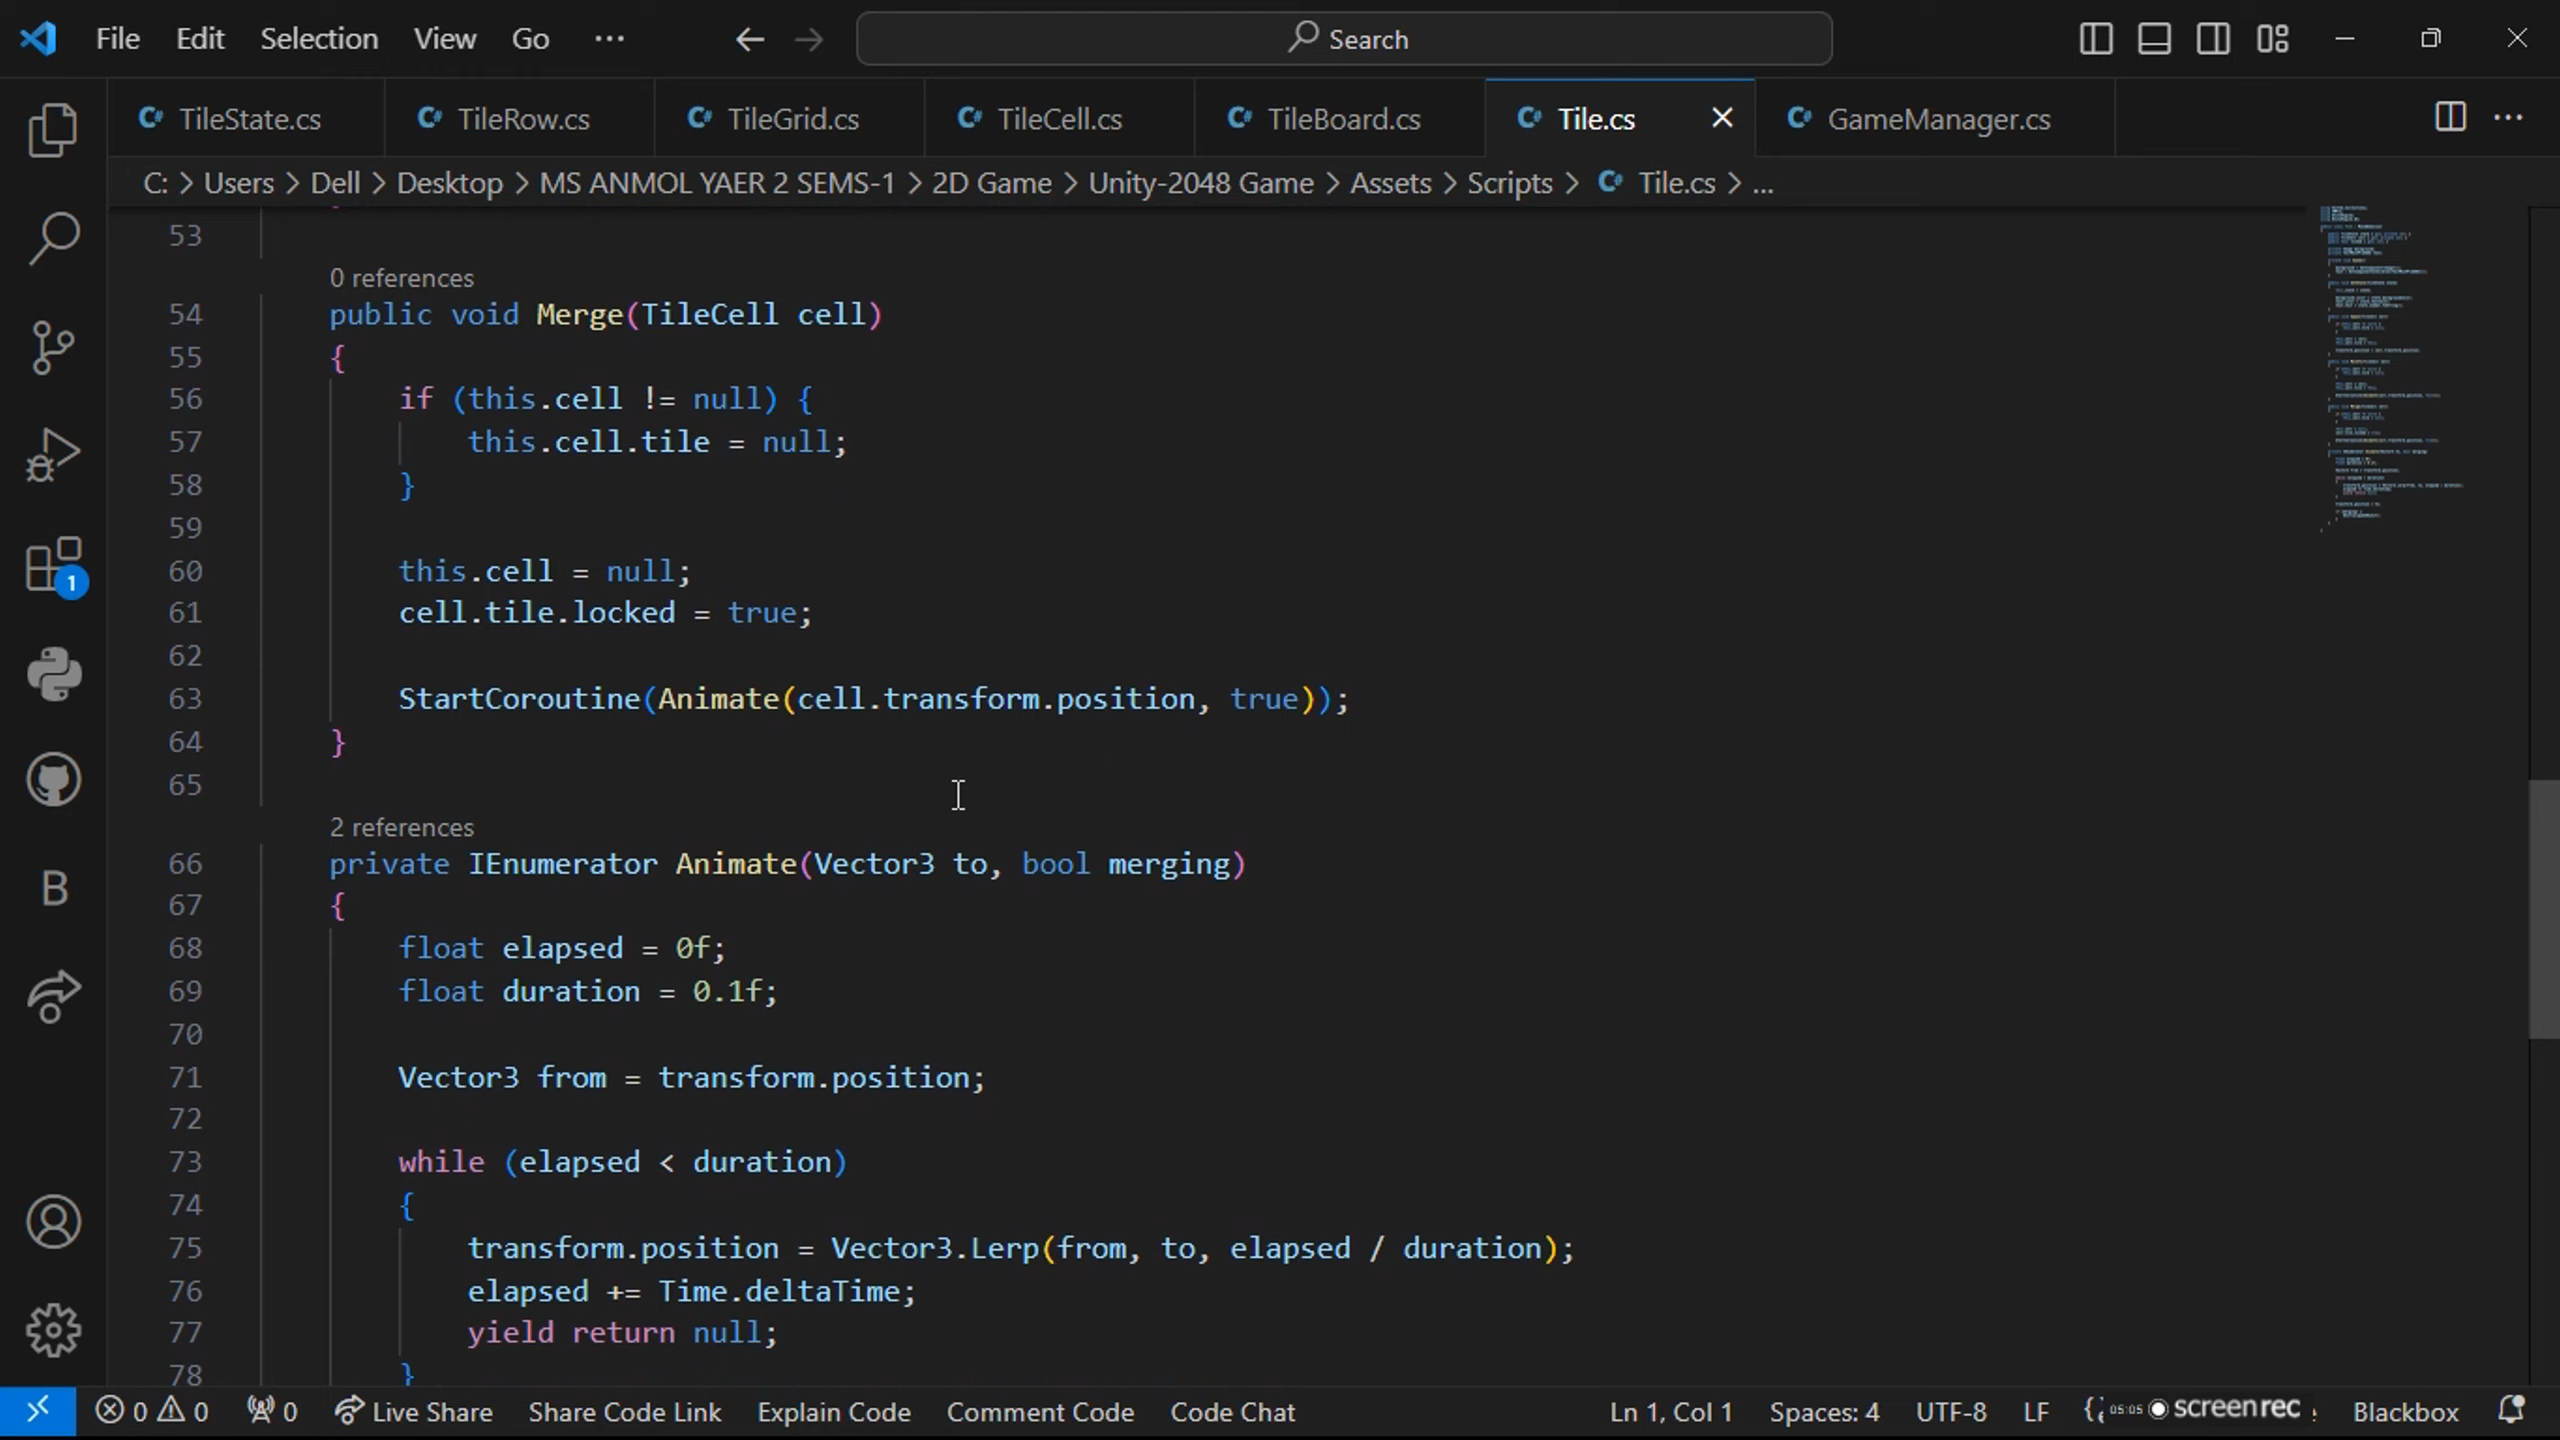 File Edit Selection View Go ··· Search
TileState.cs TileRow.cs TileGrid.cs TileCell.cs TileBoard.cs Tile.cs GameManager.cs
C: > Users > Dell > Desktop > MS ANMOL YAER 2 SEMS-1 > 2D Game > Unity-2048 Game > Assets > Scripts > Tile.cs > ...
53
0 references
54 public void Merge(TileCell cell)
55 {
56 if (this.cell != null) {
57 this.cell.tile = null;
58 }
59
60 this.cell = null;
61 cell.tile.locked = true;
62
63 StartCoroutine(Animate(cell.transform.position, true));
64 }
65
2 references
66 private IEnumerator Animate(Vector3 to, bool merging)
67 {
68 float elapsed = 0f;
69 float duration = 0.1f;
70
71 Vector3 from = transform.position;
72
73 while (elapsed < duration)
74 {
75 transform.position = Vector3.Lerp(from, to, elapsed / duration);
76 elapsed += Time.deltaTime;
77 yield return null;
78 }
1
B
0 0 0 Live Share Share Code Link Explain Code Comment Code Code Chat Ln 1, Col 1 Spaces: 4 UTF-8 LF 05:05 screenrec Blackbox